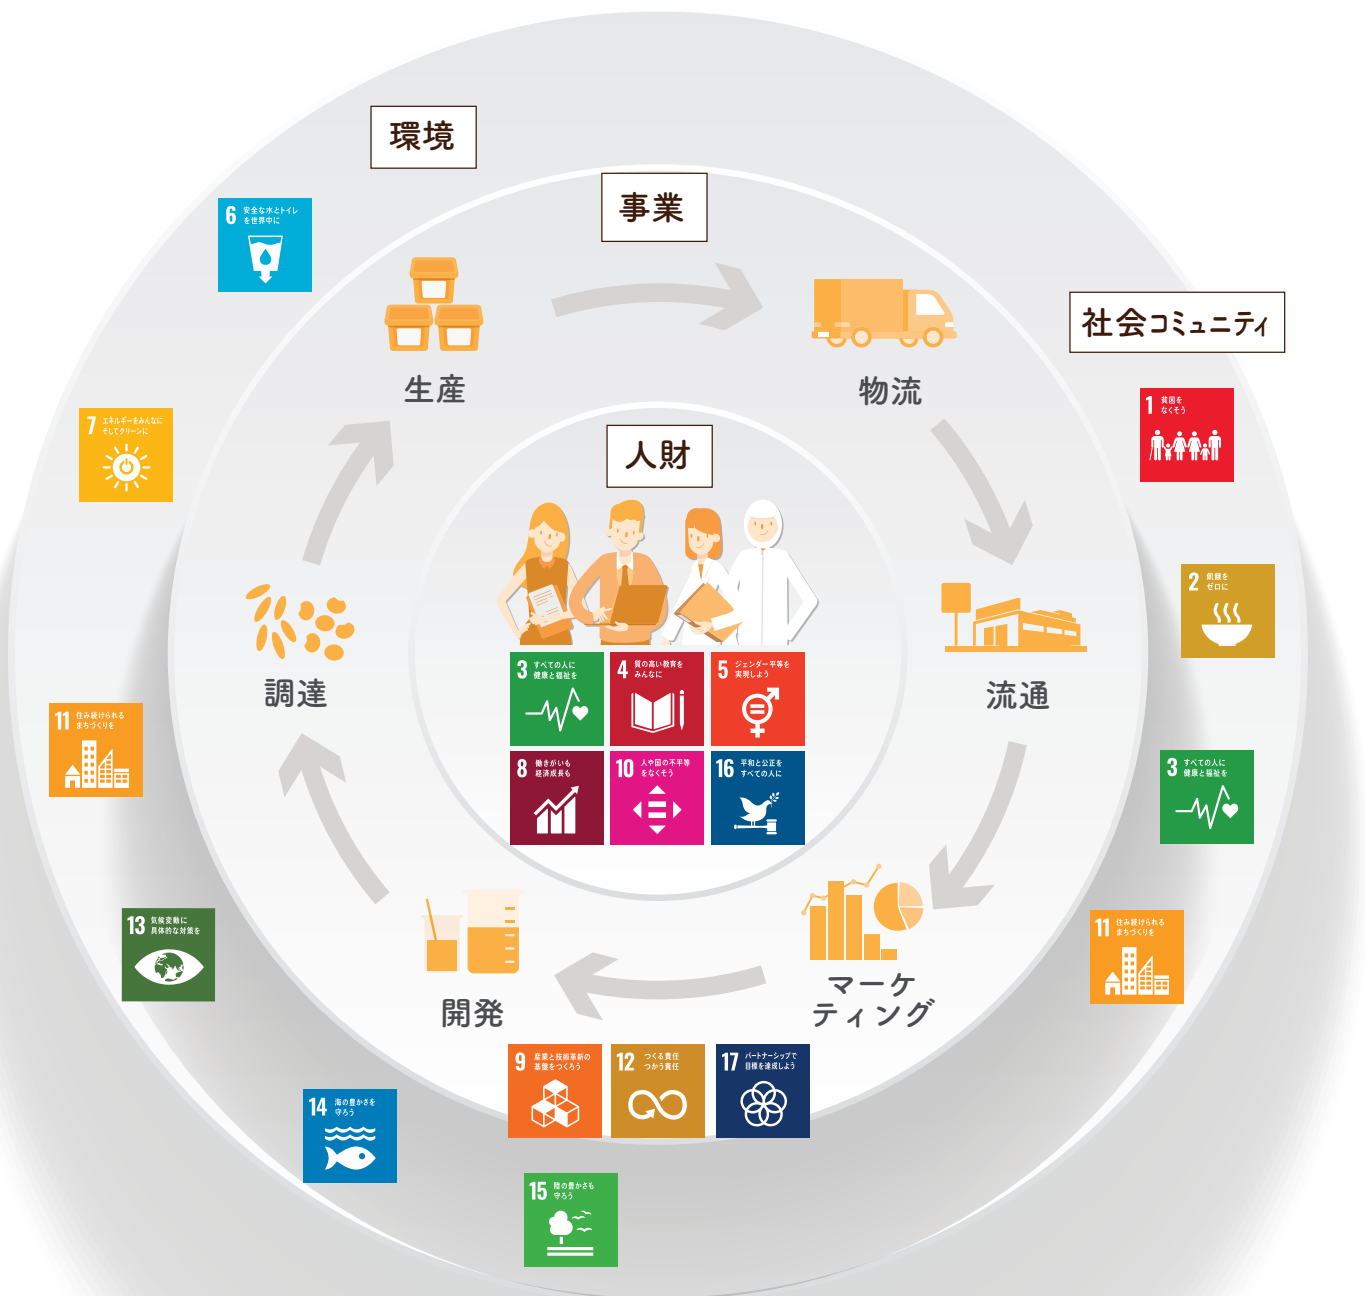 環境
事業
社会コミュニティ
人財
生産
物流
流通
マーケ
ティング
開発
調達
6 安全な水とトイレ
を世界中に
7 エネルギーをみんなに
そしてクリーンに
11 住み続けられる
まちづくりを
13 気候変動に
具体的な対策を
14 海の豊かさを
守ろう
15 陸の豊かさも
守ろう
1 貧困を
なくそう
2 飢餓を
ゼロに
3 すべての人に
健康と福祉を
11 住み続けられる
まちづくりを
3 すべての人に
健康と福祉を
4 質の高い教育を
みんなに
5 ジェンダー平等を
実現しよう
8 働きがいも
経済成長も
10 人や国の不平等
をなくそう
16 平和と公正を
すべての人に
9 産業と技術革新の
基盤をつくろう
12 つくる責任
つかう責任
17 パートナーシップで
目標を達成しよう